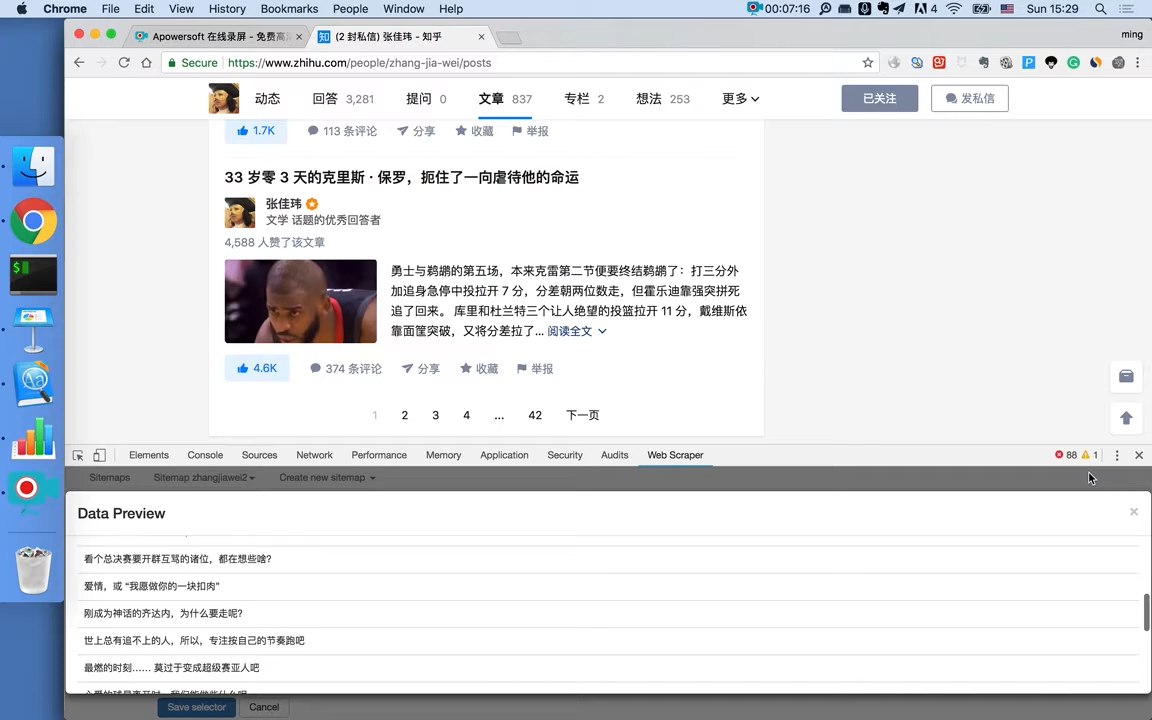 Chrome File Edit View History Bookmarks People Window Help 00:07:16 4 Sun 15:29
Apowersoft 在线录屏 - 免费高 (2 封私信) 张佳玮 - 知乎 ming
Secure https://www.zhihu.com/people/zhang-jia-wei/posts
动态 回答 3,281 提问 0 文章 837 专栏 2 想法 253 更多 已关注 发私信
1.7K 113 条评论 分享 收藏 举报
33 岁零 3 天的克里斯 · 保罗，扼住了一向虐待他的命运
张佳玮
文学 话题的优秀回答者
4,588 人赞了该文章
勇士与鹈鹕的第五场，本来克雷第二节便要终结鹈鹕了：打三分外
加追身急停中投拉开 7 分，分差朝两位数走，但霍乐迪靠强突拼死
追了回来。 库里和杜兰特三个让人绝望的投篮拉开 11 分，戴维斯依
靠面筐突破，又将分差拉了... 阅读全文
4.6K 374 条评论 分享 收藏 举报
1 2 3 4 ... 42 下一页
Elements Console Sources Network Performance Memory Application Security Audits Web Scraper 88 1
Sitemaps Sitemap zhangjiawei2 Create new sitemap
Data Preview
看个总决赛要开群互骂的诸位，都在想些啥?
爱情，或 “我愿做你的一块扣肉”
刚成为神话的齐达内，为什么要走呢?
世上总有追不上的人，所以，专注按自己的节奏跑吧
最燃的时刻…… 莫过于变成超级赛亚人吧
Save selector Cancel